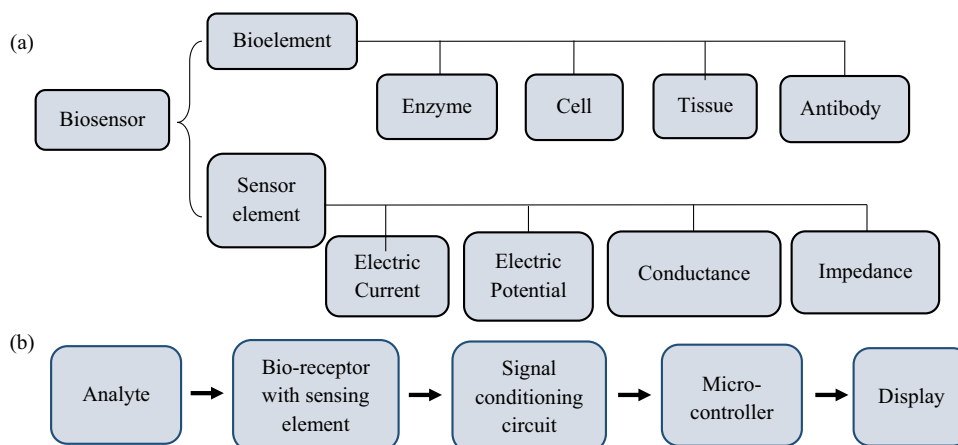 (a)
Bioelement
Biosensor
Enzyme
Cell
Tissue
Antibody
Sensor
element
Electric
Current
Electric
Potential
Conductance
Impedance
(b)
Analyte
Bio-receptor
with sensing
element
Signal
conditioning
circuit
Micro-
controller
Display